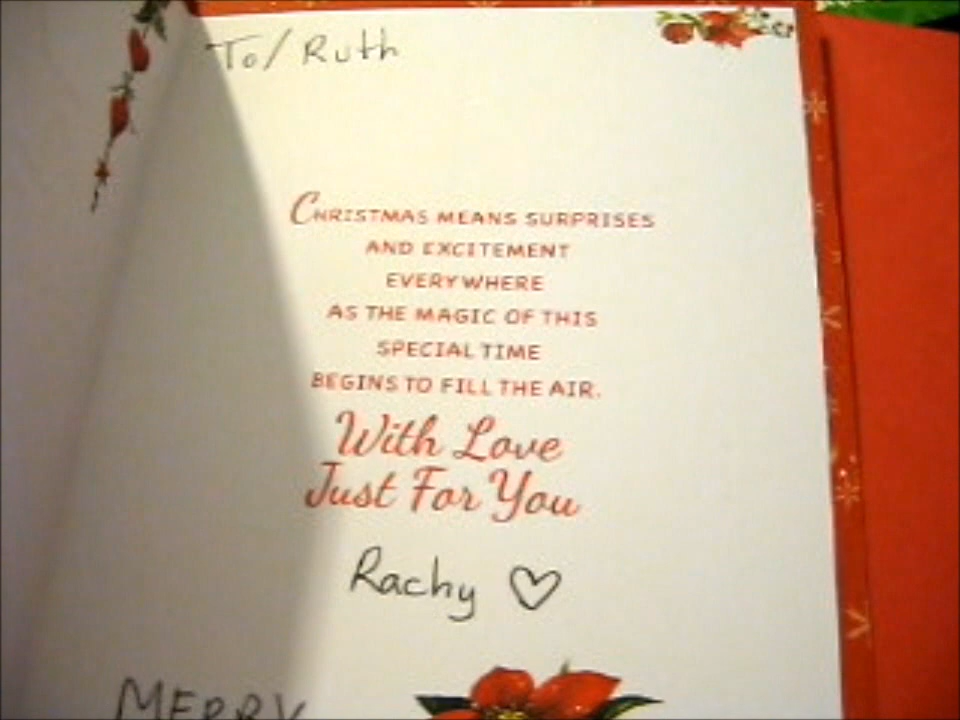 To/ Ruth
CHRISTMAS MEANS SURPRISES
AND EXCITEMENT
EVERYWHERE
AS THE MAGIC OF THIS
SPECIAL TIME
BEGINS TO FILL THE AIR.
With Love
Just For You
Rachy ♡
MERRY